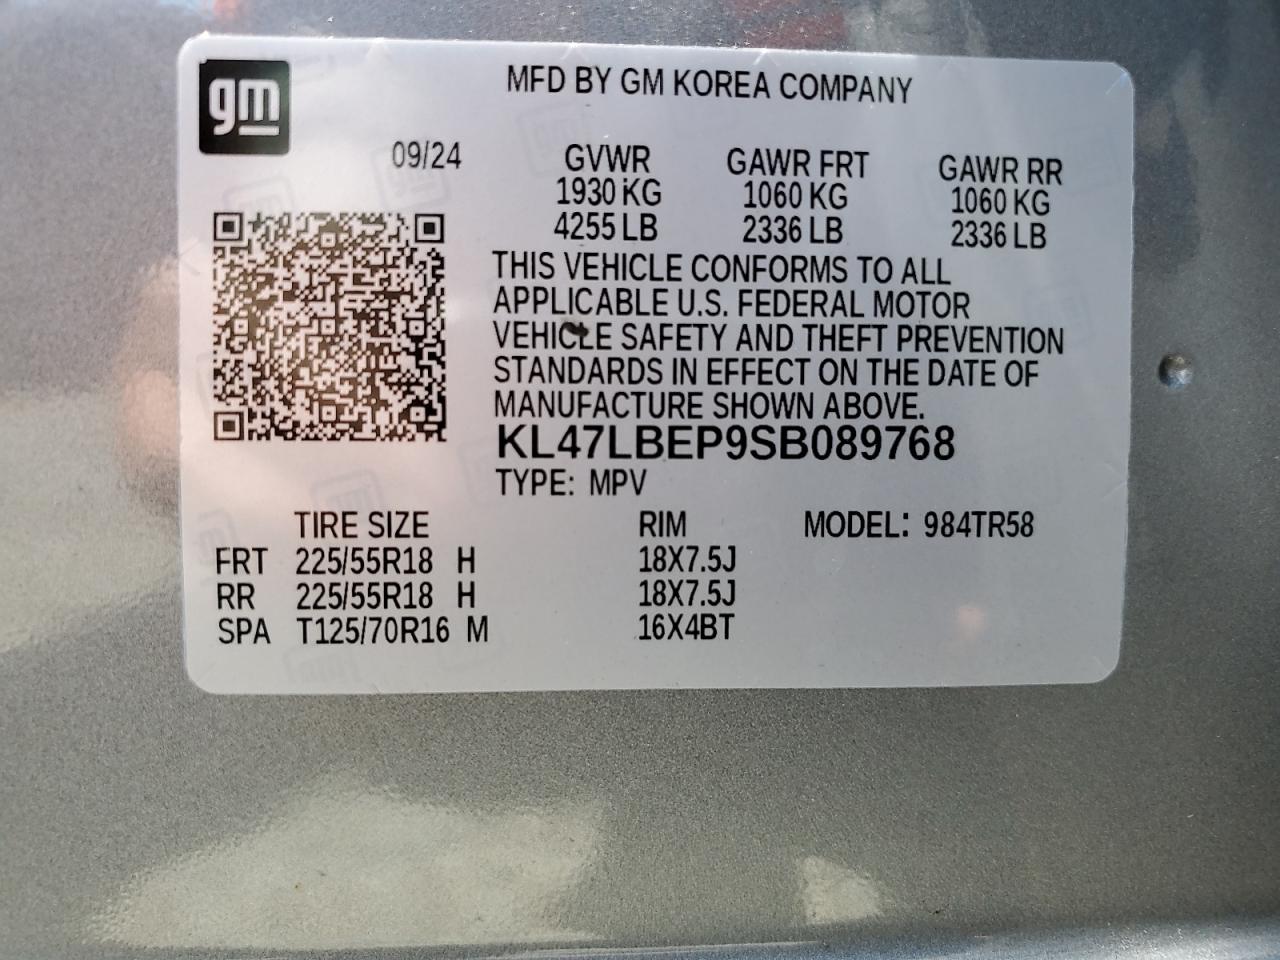 gm
MFD BY GM KOREA COMPANY
09/24 GVWR GAWR FRT GAWR RR
1930 KG 1060 KG 1060 KG
4255 LB 2336 LB 2336 LB
THIS VEHICLE CONFORMS TO ALL
APPLICABLE U.S. FEDERAL MOTOR
VEHICLE SAFETY AND THEFT PREVENTION
STANDARDS IN EFFECT ON THE DATE OF
MANUFACTURE SHOWN ABOVE.
KL47LBEP9SB089768
TYPE: MPV
TIRE SIZE RIM MODEL: 984TR58
FRT 225/55R18 H 18X7.5J
RR 225/55R18 H 18X7.5J
SPA T125/70R16 M 16X4BT